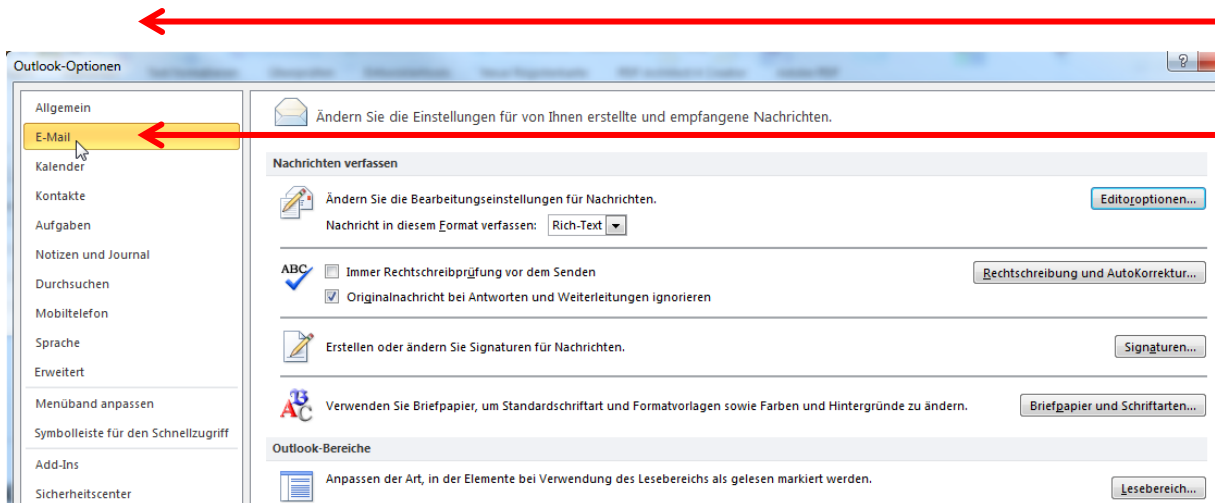 Outlook-Optionen
Allgemein
E-Mail
Kalender
Kontakte
Aufgaben
Notizen und Journal
Durchsuchen
Mobiltelefon
Sprache
Erweitert
Menüband anpassen
Symbolleiste für den Schnellzugriff
Add-Ins
Sicherheitscenter
Ändern Sie die Einstellungen für von Ihnen erstellte und empfangene Nachrichten.
Nachrichten verfassen
Ändern Sie die Bearbeitungseinstellungen für Nachrichten.
Editoroptionen...
Nachricht in diesem Format verfassen: Rich-Text
ABC
Immer Rechtschreibprüfung vor dem Senden
Rechtschreibung und AutoKorrektur...
Originalnachricht bei Antworten und Weiterleitungen ignorieren
Erstellen oder ändern Sie Signaturen für Nachrichten.
Signaturen...
Verwenden Sie Briefpapier, um Standardschriftart und Formatvorlagen sowie Farben und Hintergründe zu ändern.
Briefpapier und Schriftarten...
Outlook-Bereiche
Anpassen der Art, in der Elemente bei Verwendung des Lesebereichs als gelesen markiert werden.
Lesebereich...